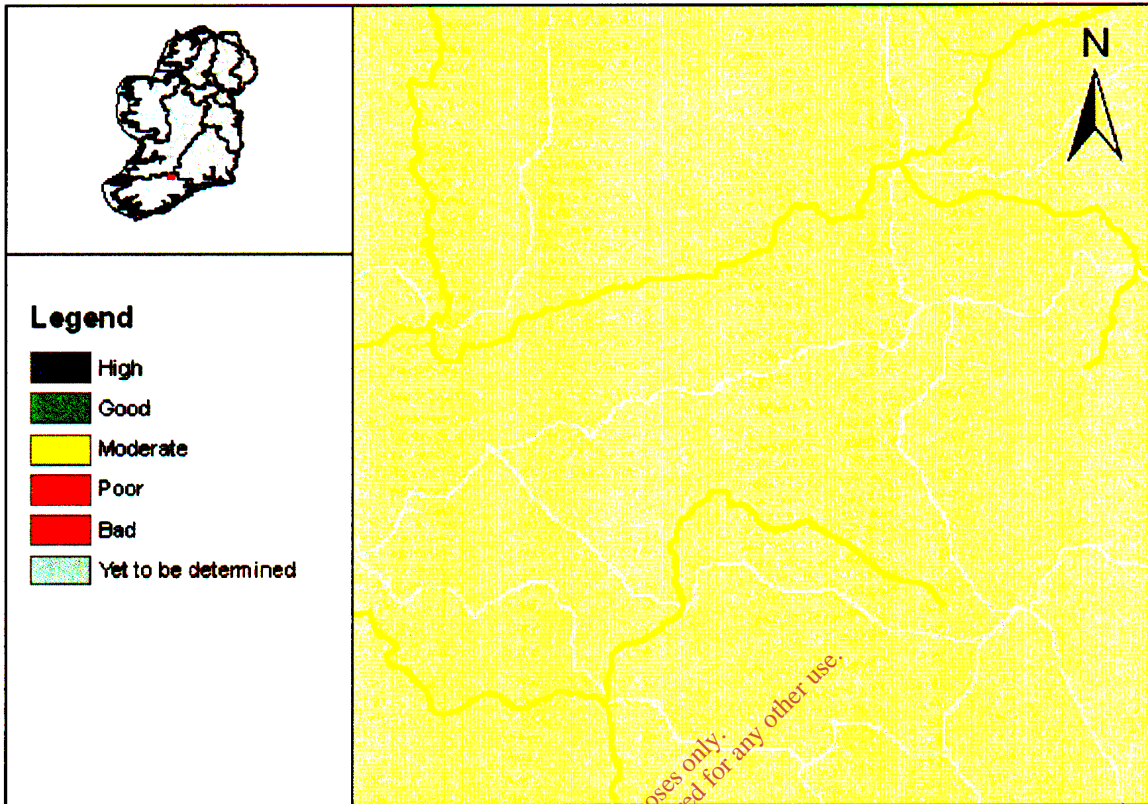 N
Legend
High
Good
Moderate
Poor
Bad
Yet to be determined
oses only.
ed for any other use.